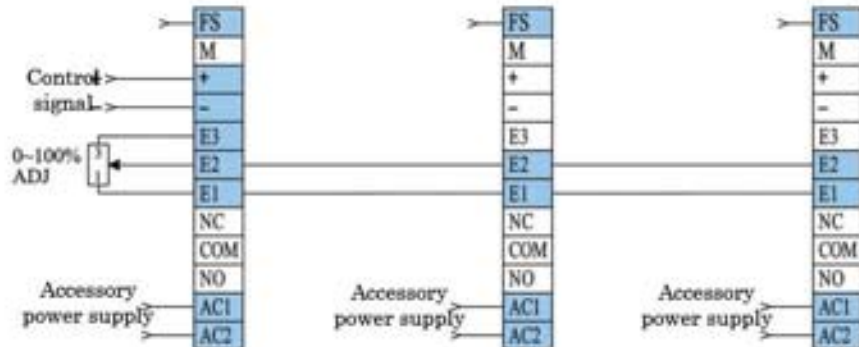 FS
M
Control
+
signal
−
E3
0~100%
ADJ
E2
E1
NC
COM
NO
Accessory
power supply
AC1
AC2
FS
M
+
−
E3
E2
E1
NC
COM
NO
Accessory
power supply
AC1
AC2
FS
M
+
−
E3
E2
E1
NC
COM
NO
Accessory
power supply
AC1
AC2